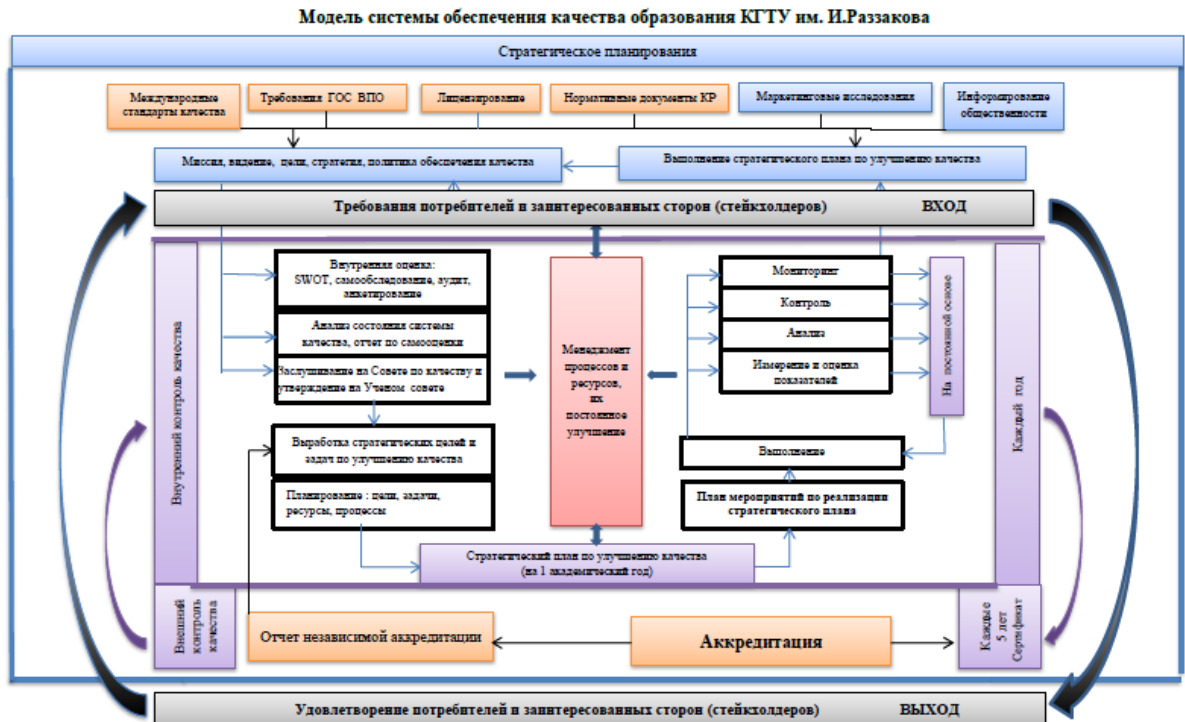 Модель системы обеспечения качества образования КГТУ им. И.Раззакова
Стратегическое планирования
Международные
стандарты качества
Требования ГОС ВПО
Лицензирование
Нормативные документы КР
Маркетинговые исследования
Информирование
общественности
Миссия, видение, цели, стратегия, политика обеспечения качества
Выполнение стратегического плана по улучшению качества
Требования потребителей и заинтересованных сторон (стейкхолдеров) ВХОД
Внутренний контроль качества
Внутренняя оценка:
SWOT, самообследование, аудит,
анкетирование
Анализ состояния системы
качества, отчет по самооценки
Заслушивание на Совете по качеству и
утверждение на Ученом совете
Выработка стратегических целей и
задач по улучшению качества
Планирование : цели, задачи,
ресурсы, процессы
Менеджмент
процессов и
ресурсов,
их
постоянное
улучшение
Мониторинг
Контроль
Анализ
Измерение и оценка
показателей
На постоянной основе
Выполнение
План мероприятий по реализации
стратегического плана
Каждый год
Стратегический план по улучшению качества
(на 1 академический год)
Внешний
контроль
качества
Отчет независимой аккредитации
Аккредитация
Каждые
5 лет
Сертификат
Удовлетворение потребителей и заинтересованных сторон (стейкхолдеров) ВЫХОД